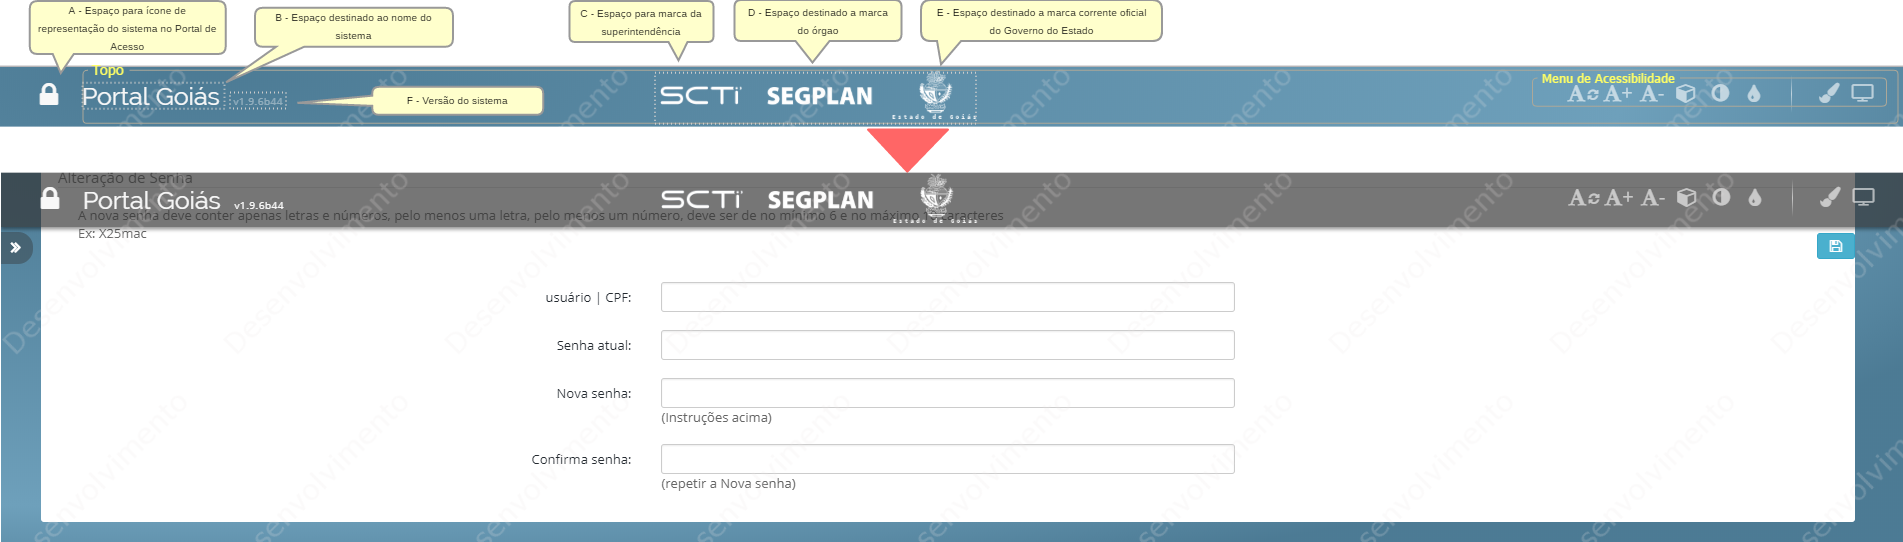 A - Espaço para ícone de
representação do sistema no Portal de
Acesso
B - Espaço destinado ao nome do
sistema
C - Espaço para marca da
superintendência
D - Espaço destinado a marca
do órgao
E - Espaço destinado a marca corrente oficial
do Governo do Estado
Topo
Portal Goiás v1.9.6b44
F - Versão do sistema
SCTi SEGPLAN
Estado de Goiás
Menu de Acessibilidade
A A+ A-
Alteração de Senha
Portal Goiás v1.9.6b44
SCTi SEGPLAN
Estado de Goiás
A A+ A-
A nova senha deve conter apenas letras e números, pelo menos uma letra, pelo menos um número, deve ser de no mínimo 6 e no máximo cararteres
Ex: X25mac
usuário | CPF:
Senha atual:
Nova senha:
(Instruções acima)
Confirma senha:
(repetir a Nova senha)
Desenvolvimento